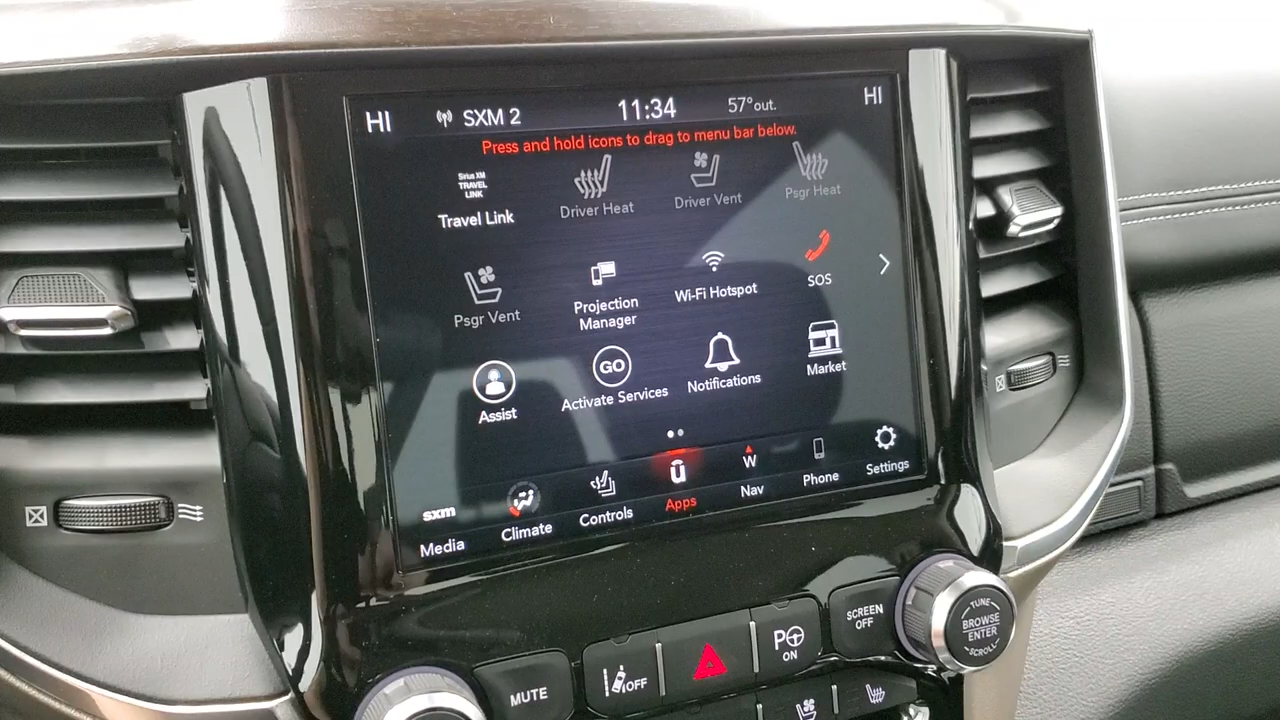 HI SXM 2 11:34 57°out. HI
Press and hold icons to drag to menu bar below.
Sirius XM
TRAVEL
LINK
Travel Link
Driver Heat
Driver Vent
Psgr Heat
Psgr Vent
Projection
Manager
Wi-Fi Hotspot
SOS
Assist
GO
Activate Services
Notifications
Market
sxm
Media
Climate
Controls
Apps
W
Nav
Phone
Settings
MUTE
OFF
P
ON
SCREEN
OFF
TUNE
BROWSE
ENTER
SCROLL